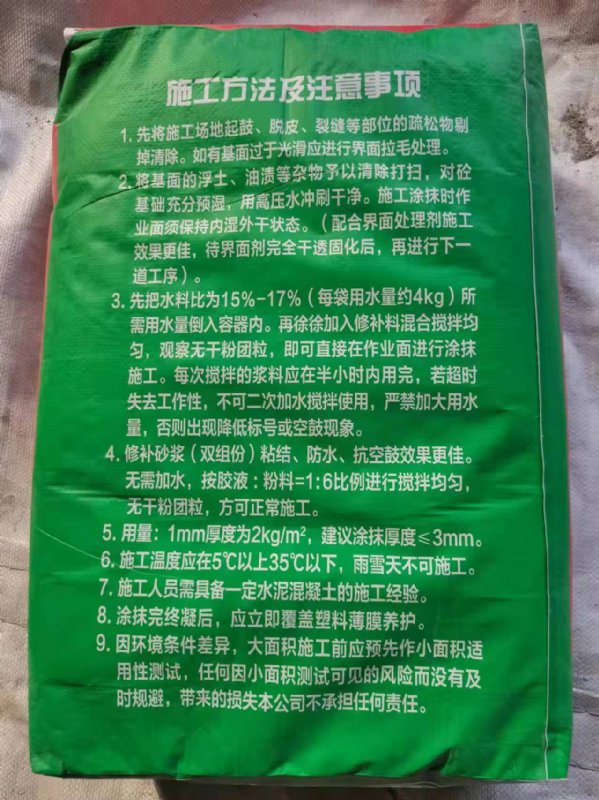 施工方法及注意事项
1. 先将施工场地起鼓、脱皮、裂缝等部位的疏松物剔
掉清除。如有基面过于光滑应进行界面拉毛处理。
2. 将基面的浮土、油渍等杂物予以清除打扫，对砼
基础充分预湿，用高压水冲刷干净。施工涂抹时作
业面须保持内湿外干状态。（配合界面处理剂施工
效果更佳，待界面剂完全干透固化后，再进行下一
道工序）。
3. 先把水料比为15%-17%（每袋用水量约4kg）所
需用水量倒入容器内。再徐徐加入修补料混合搅拌均
匀，观察无干粉团粒，即可直接在作业面进行涂抹
施工。每次搅拌的浆料应在半小时内用完，若超时
失去工作性，不可二次加水搅拌使用，严禁加大用水
量，否则出现降低标号或空鼓现象。
4. 修补砂浆（双组份）粘结、防水、抗空鼓效果更佳。
无需加水，按胶液：粉料=1:6比例进行搅拌均匀，
无干粉团粒，方可正常施工。
5. 用量：1mm厚度为2kg/m²，建议涂抹厚度≤3mm。
6. 施工温度应在5℃以上35℃以下，雨雪天不可施工。
7. 施工人员需具备一定水泥混凝土的施工经验。
8. 涂抹完终凝后，应立即覆盖塑料薄膜养护。
9. 因环境条件差异，大面积施工前应预先作小面积适
用性测试，任何因小面积测试可见的风险而没有及
时规避，带来的损失本公司不承担任何责任。